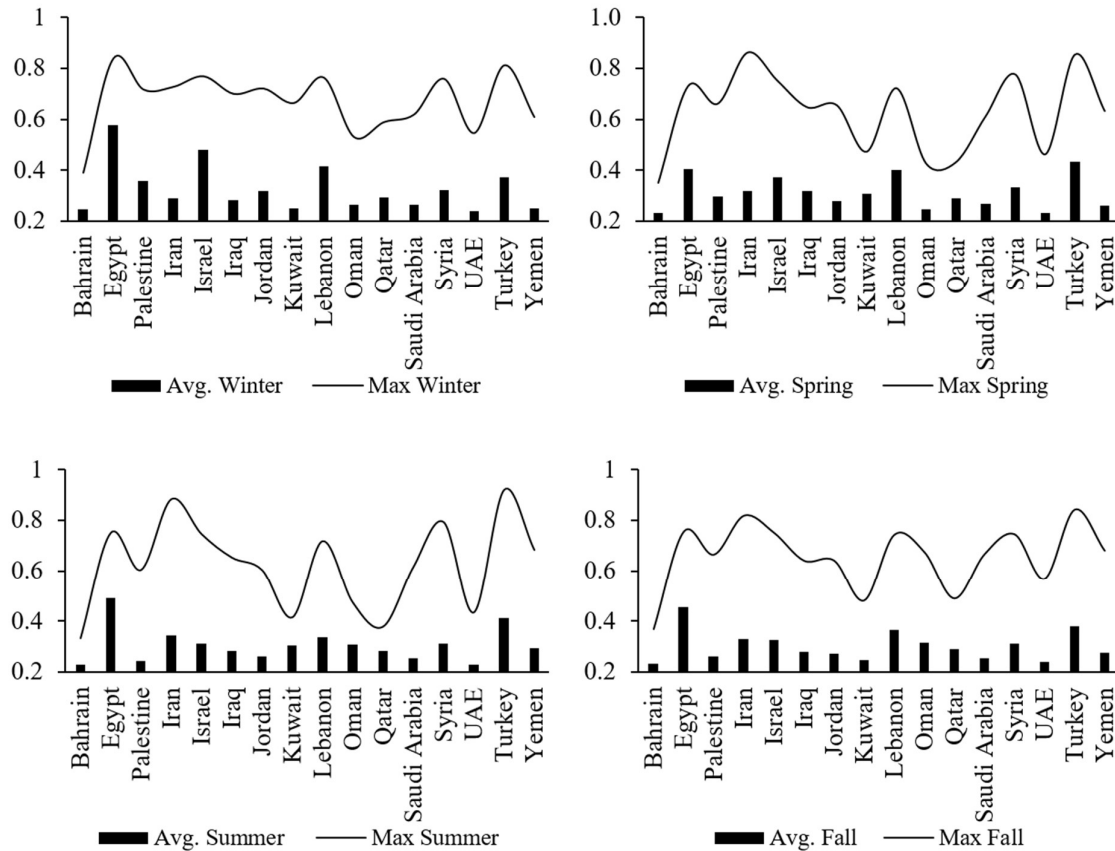 1
0.8
0.6
0.4
0.2
Bahrain
Egypt
Palestine
Iran
Israel
Iraq
Jordan
Kuwait
Lebanon
Oman
Qatar
Saudi Arabia
Syria
UAE
Turkey
Yemen
Avg. Winter Max Winter
1.0
0.8
0.6
0.4
0.2
Bahrain
Egypt
Palestine
Iran
Israel
Iraq
Jordan
Kuwait
Lebanon
Oman
Qatar
Saudi Arabia
Syria
UAE
Turkey
Yemen
Avg. Spring Max Spring
1
0.8
0.6
0.4
0.2
Bahrain
Egypt
Palestine
Iran
Israel
Iraq
Jordan
Kuwait
Lebanon
Oman
Qatar
Saudi Arabia
Syria
UAE
Turkey
Yemen
Avg. Summer Max Summer
1
0.8
0.6
0.4
0.2
Bahrain
Egypt
Palestine
Iran
Israel
Iraq
Jordan
Kuwait
Lebanon
Oman
Qatar
Saudi Arabia
Syria
UAE
Turkey
Yemen
Avg. Fall Max Fall